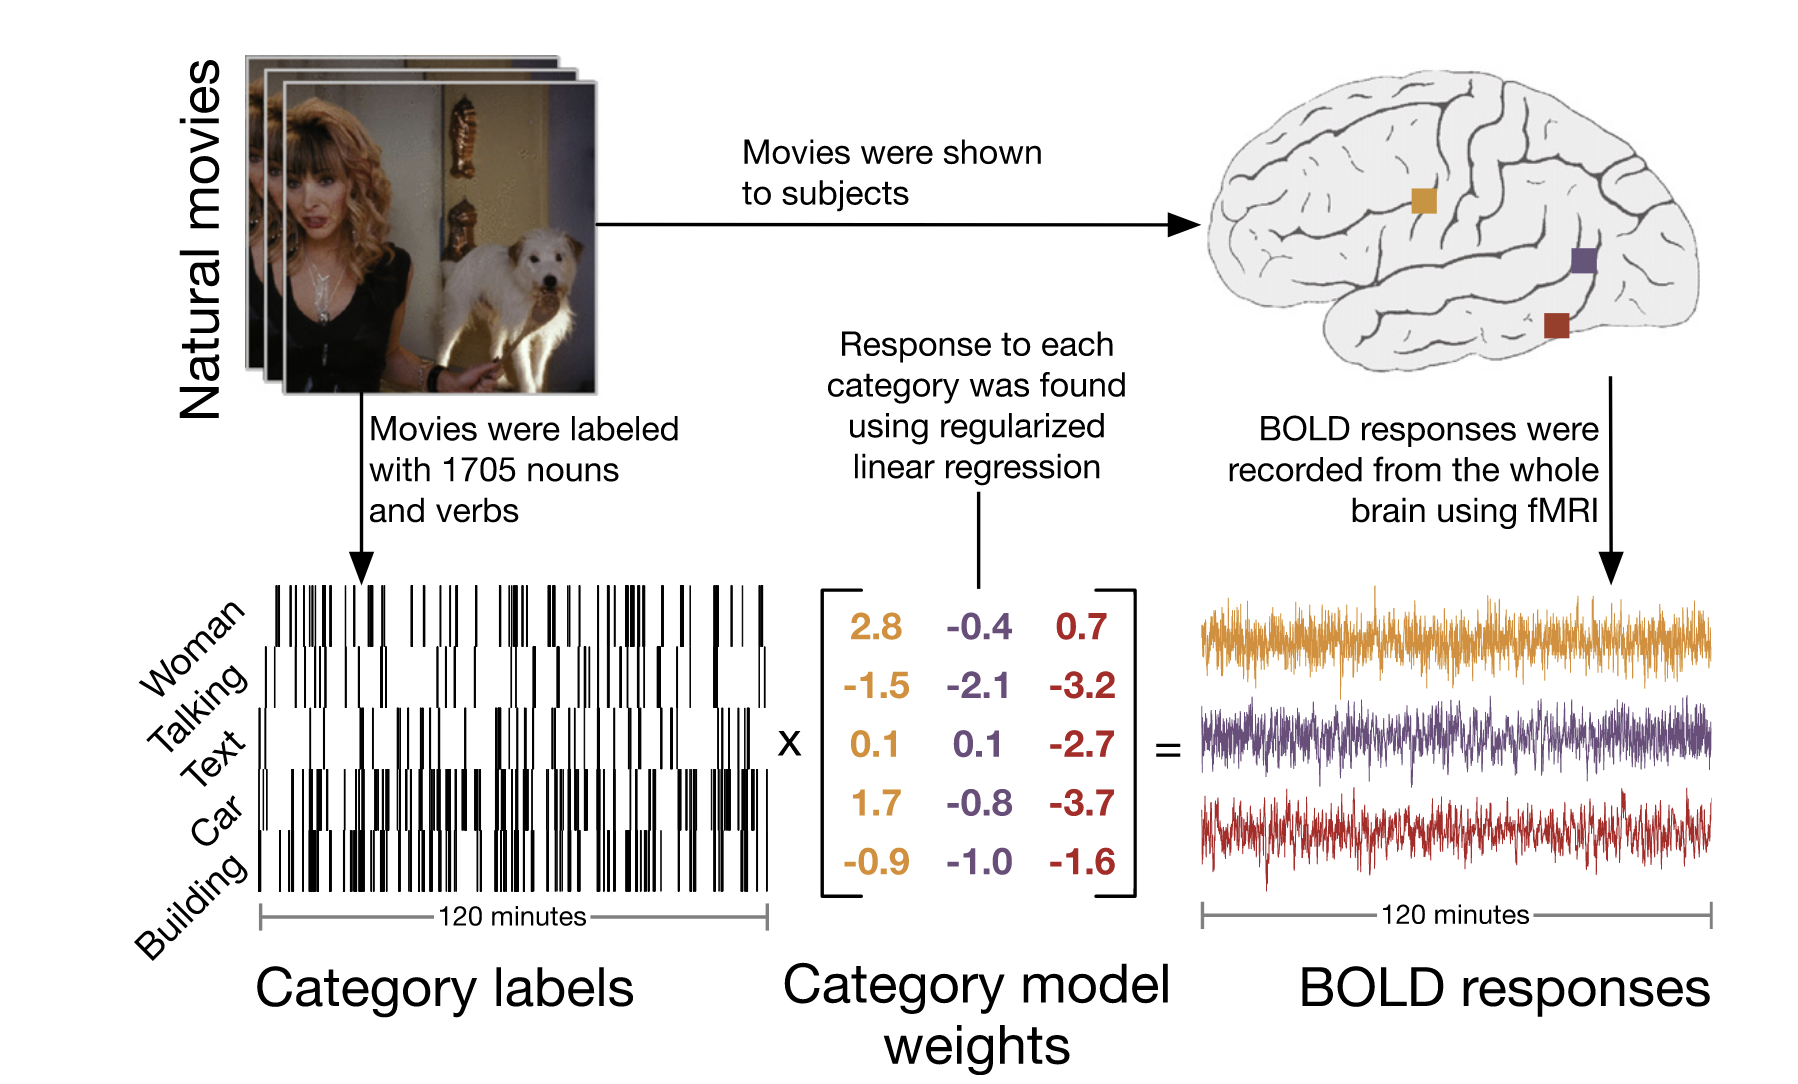 Natural movies
Movies were shown
to subjects
Response to each
category was found
using regularized
linear regression
Movies were labeled
with 1705 nouns
and verbs
BOLD responses were
recorded from the whole
brain using fMRI
Woman
Talking
Text
Car
Building
120 minutes
Category labels
x
2.8 -0.4 0.7
-1.5 -2.1 -3.2
0.1 0.1 -2.7
1.7 -0.8 -3.7
-0.9 -1.0 -1.6
Category model
weights
=
120 minutes
BOLD responses